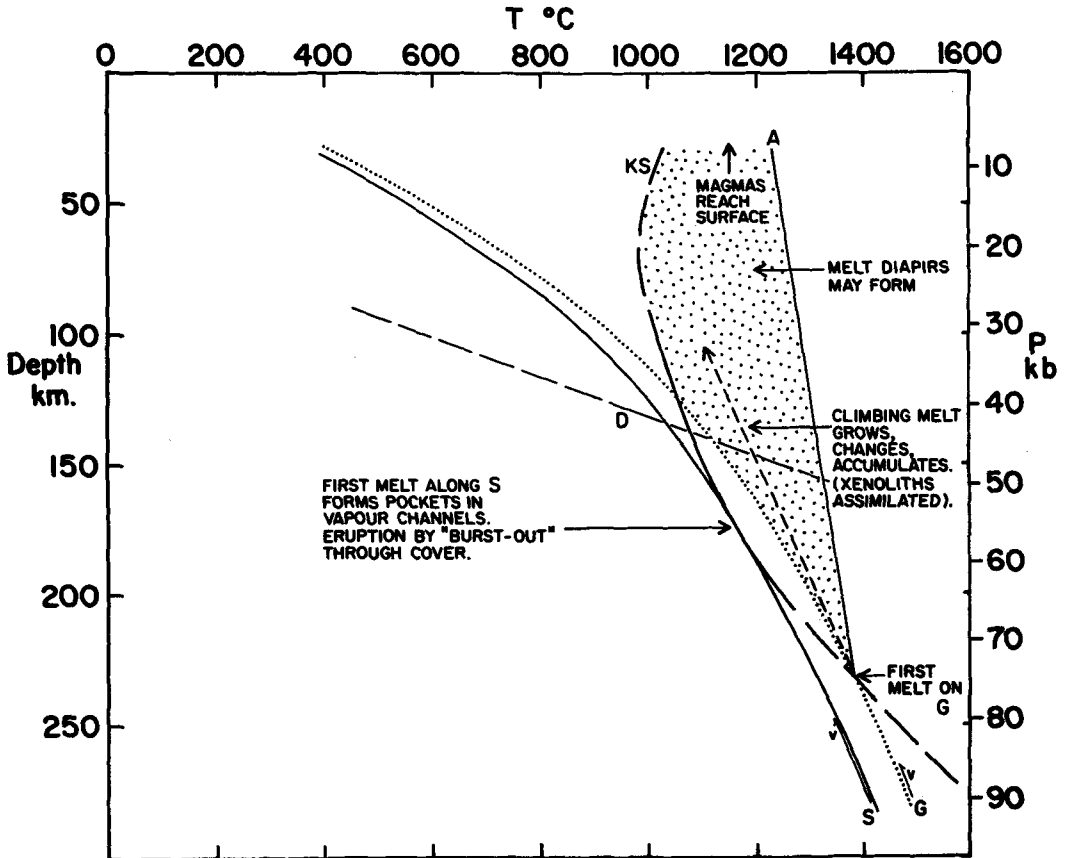 T °C
0 200 400 600 800 1000 1200 1400 1600
A
KS
10
MAGMAS
REACH
SURFACE
50
20
MELT DIAPIRS
MAY FORM
30
100
Depth
km.
P
kb
40
D
CLIMBING MELT
GROWS,
CHANGES,
ACCUMULATES.
(XENOLITHS
ASSIMILATED).
150
50
FIRST MELT ALONG S
FORMS POCKETS IN
VAPOUR CHANNELS.
ERUPTION BY "BURST-OUT"
THROUGH COVER.
60
200
70
FIRST
MELT ON
G
250
80
v
v
90
S
G